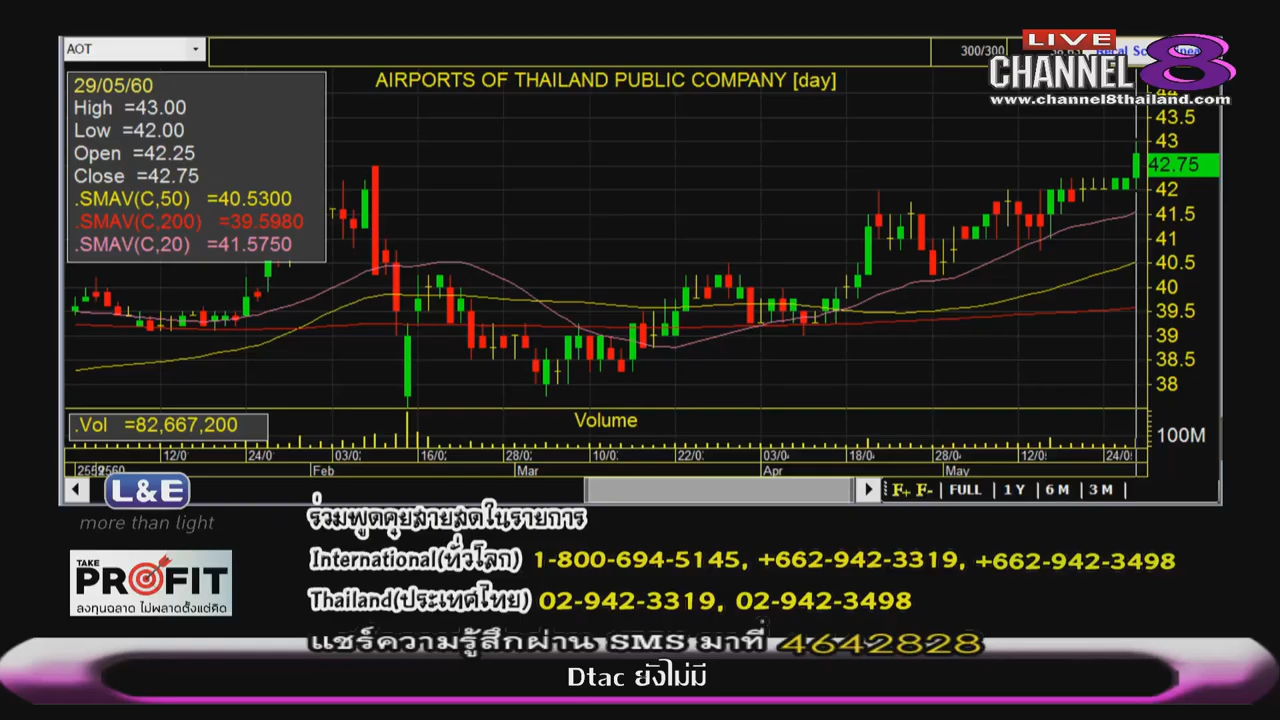 AOT
300/300
LIVE
CHANNEL 8
www.channel8thailand.com
AIRPORTS OF THAILAND PUBLIC COMPANY [day]
29/05/60
High =43.00
Low =42.00
Open =42.25
Close =42.75
.SMAV(C,50) =40.5300
.SMAV(C,200) =39.5980
.SMAV(C,20) =41.5750
44
43.5
43
42.75
42
41.5
41
40.5
40
39.5
39
38.5
38
.Vol =82,667,200
Volume
100M
12/0 24/0 03/0 16/0 28/0 10/0 22/0 03/0 18/0 28/0 12/0 24/0
2560 Feb Mar Apr May
F+ F- FULL 1 Y 6 M 3 M
L&E
more than light
TAKE
PROFIT
ลงทุนฉลาด ไม่พลาดตั้งแต่คิด
ร่วมพูดคุยสายสดในรายการ
International(ทั่วโลก) 1-800-694-5145, +662-942-3319, +662-942-3498
Thailand(ประเทศไทย) 02-942-3319, 02-942-3498
แชร์ความรู้สึกผ่าน SMS มาที่ 4642828
Dtac ยังไม่มี